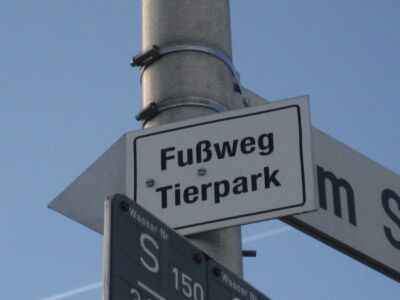 Fußweg
Tierpark
m S
Wasser Nr.
S 150
Wasser Nr.